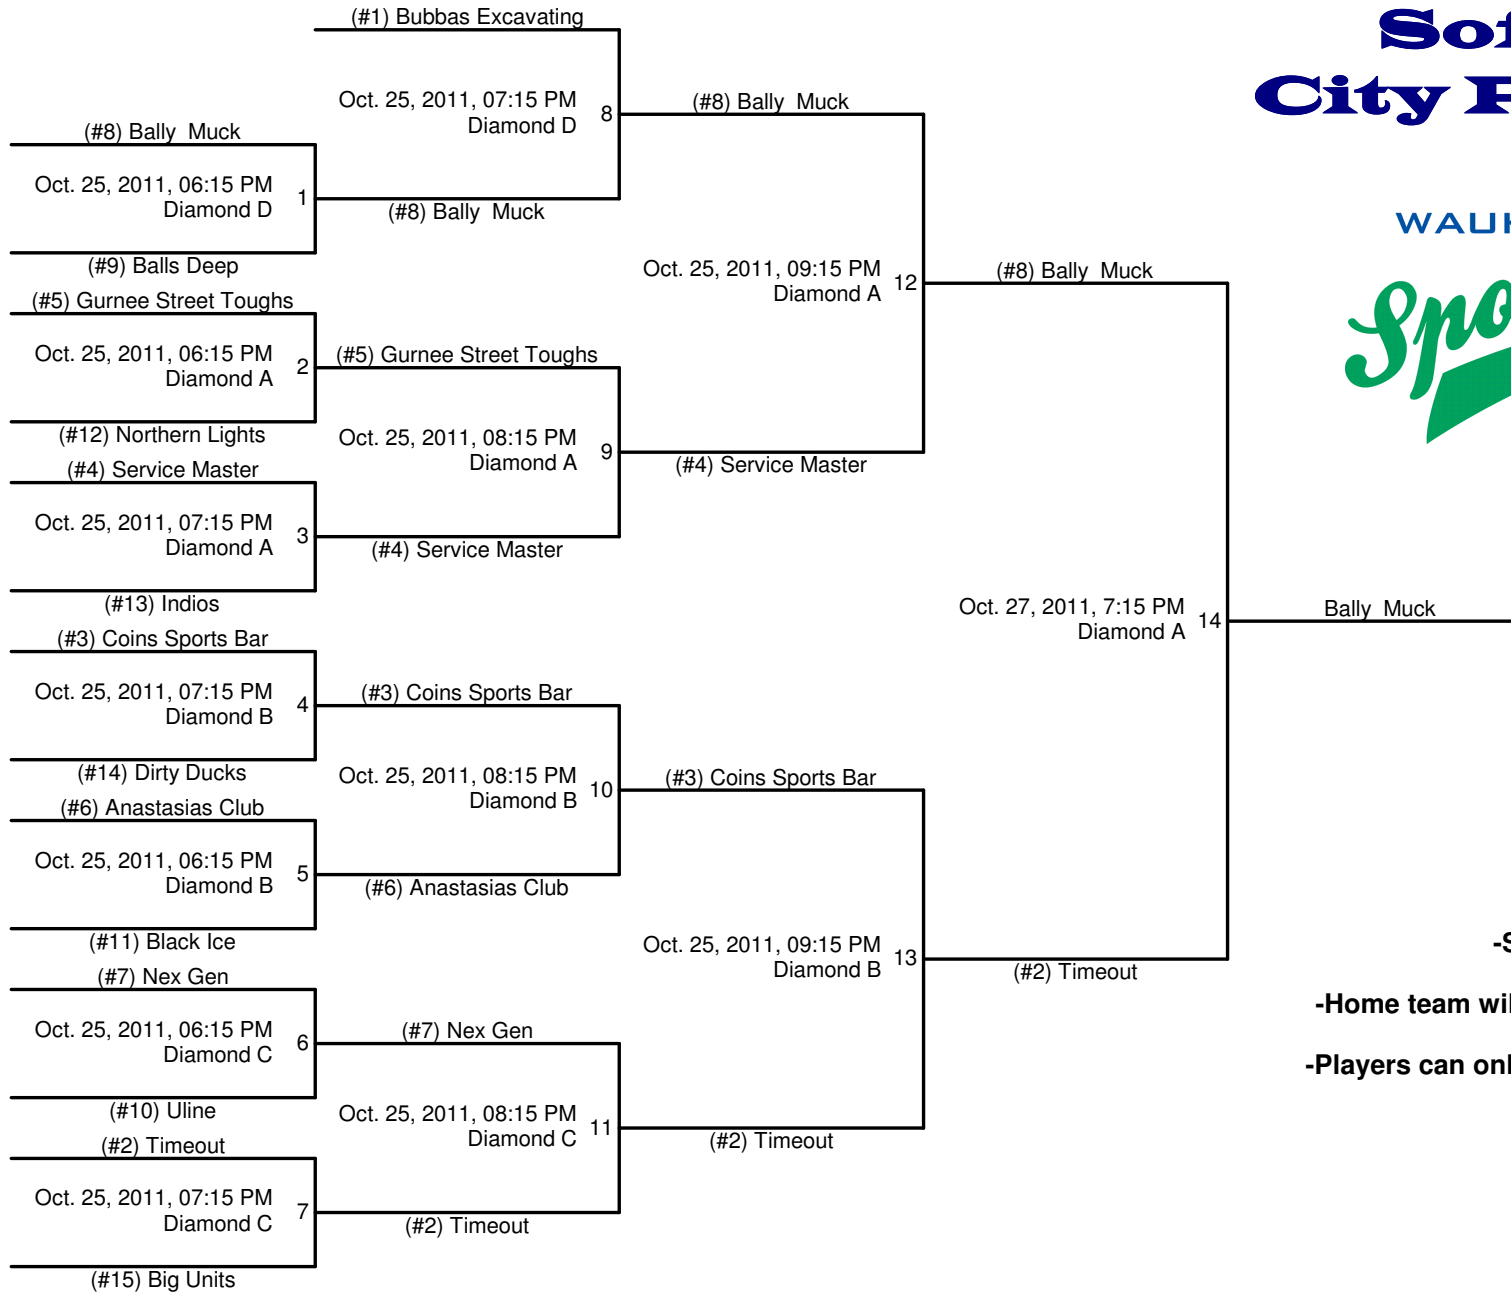 (#1) Bubbas Excavating
Oct. 25, 2011, 07:15 PM 8
Diamond D
(#8) Bally  Muck
(#8) Bally  Muck
Oct. 25, 2011, 06:15 PM 1
Diamond D
(#8) Bally  Muck
(#9) Balls Deep
(#5) Gurnee Street Toughs
Oct. 25, 2011, 09:15 PM 12
Diamond A
(#8) Bally  Muck
Oct. 25, 2011, 06:15 PM 2
Diamond A
(#5) Gurnee Street Toughs
(#12) Northern Lights
Oct. 25, 2011, 08:15 PM 9
Diamond A
(#4) Service Master
(#4) Service Master
Oct. 25, 2011, 07:15 PM 3
Diamond A
(#4) Service Master
(#13) Indios
Oct. 27, 2011, 7:15 PM 14
Diamond A
Bally  Muck
(#3) Coins Sports Bar
Oct. 25, 2011, 07:15 PM 4
Diamond B
(#3) Coins Sports Bar
(#14) Dirty Ducks
Oct. 25, 2011, 08:15 PM 10
Diamond B
(#3) Coins Sports Bar
(#6) Anastasias Club
Oct. 25, 2011, 06:15 PM 5
Diamond B
(#6) Anastasias Club
(#11) Black Ice
Oct. 25, 2011, 09:15 PM 13
Diamond B
(#2) Timeout
(#7) Nex Gen
Oct. 25, 2011, 06:15 PM 6
Diamond C
(#7) Nex Gen
(#10) Uline
Oct. 25, 2011, 08:15 PM 11
Diamond C
(#2) Timeout
(#2) Timeout
Oct. 25, 2011, 07:15 PM 7
Diamond C
(#2) Timeout
(#15) Big Units
City
-Home team
-Players can